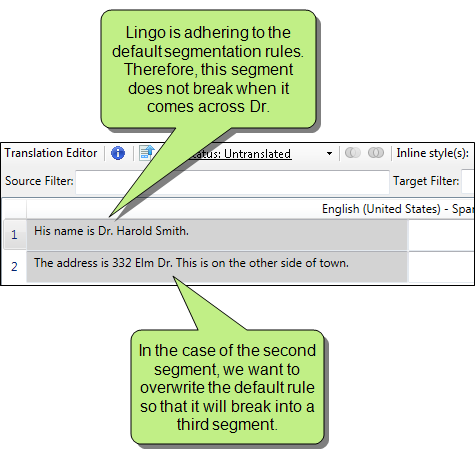 Lingo is adhering to the
default segmentation rules.
Therefore, this segment
does not break when it
comes across Dr.
Translation Editor
Status: Untranslated
Inline style(s):
Source Filter:
Target Filter:
English (United States) - Span
1 His name is Dr. Harold Smith.
2 The address is 332 Elm Dr. This is on the other side of town.
In the case of the second
segment, we want to
overwrite the default rule
so that it will break into a
third segment.